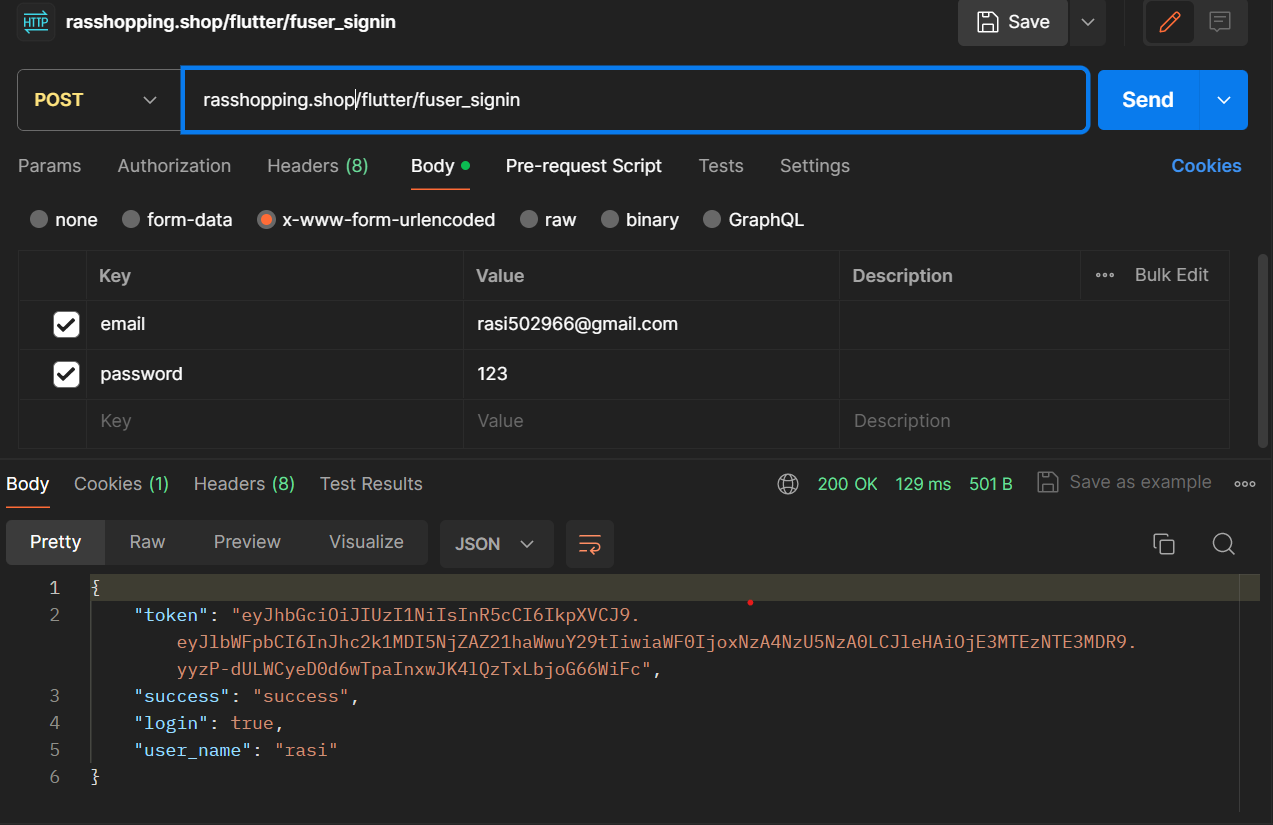 HTTP rasshopping.shop/flutter/fuser_signin Save
POST rasshopping.shop/flutter/fuser_signin Send
Params Authorization Headers (8) Body Pre-request Script Tests Settings Cookies
none form-data x-www-form-urlencoded raw binary GraphQL
Key Value Description Bulk Edit
email rasi502966@gmail.com
password 123
Key Value Description
Body Cookies (1) Headers (8) Test Results 200 OK 129 ms 501 B Save as example
Pretty Raw Preview Visualize JSON
1 {
2 "token": "eyJhbGciOiJIUzI1NiIsInR5cCI6IkpXVCJ9.
eyJlbWFpbCI6InJhc2k1MDI5NjZAZ21haWwuY29tIiwiaWF0IjoxNzA4NzU5NzA0LCJleHAiOjE3MTEzNTE3MDR9.
yyzP-dULWCyeD0d6wTpaInxwJK4lQzTxLbjoG66WiFc",
3 "success": "success",
4 "login": true,
5 "user_name": "rasi"
6 }